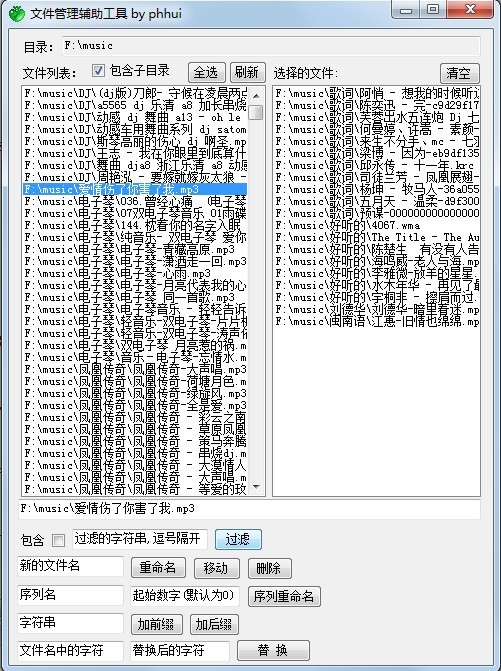 文件管理辅助工具 by phhui
目录: F:\music
文件列表: 包含子目录 全选 刷新 选择的文件: 清空
F:\music\DJ\(dj版)刀郎- 守候在凌晨两点
F:\music\DJ\a5565 dj 乐清 a8 加长串烧
F:\music\DJ\动感 dj 舞曲 a13 - oh le
F:\music\DJ\动感车用舞曲系列 dj satom
F:\music\DJ\斯琴高丽的伤心 dj 啊圣.mp
F:\music\DJ\王志 - 我在你眼里到底算什
F:\music\DJ\舞曲 dja8 浙江乐清 a8 动感
F:\music\DJ\周艳泓 - 要嫁就嫁灰太狼 -
F:\music\爱情伤了你害了我.mp3
F:\music\电子琴\036.曾经心痛 (电子琴
F:\music\电子琴\07双电子琴音乐_01雨碟
F:\music\电子琴\144.枕着你的名字入眠
F:\music\电子琴\纯音乐- 双电子琴 爱你
F:\music\电子琴\电子琴-青藏高原.mp3
F:\music\电子琴\电子琴-潇洒走一回.mp3
F:\music\电子琴\电子琴-心雨.mp3
F:\music\电子琴\电子琴-月亮代表我的心
F:\music\电子琴\电子琴_同一首歌.mp3
F:\music\电子琴\电子琴音乐 - 轻轻告诉
F:\music\电子琴\轻音乐-双电子琴-片片枫
F:\music\电子琴\轻音乐-双电子琴-涛声依
F:\music\电子琴\双电子琴 月亮惹的祸.m
F:\music\电子琴\音乐 - 电子琴-忘情水.m
F:\music\凤凰传奇\凤凰传奇-大声唱.mp3
F:\music\凤凰传奇\凤凰传奇-荷塘月色.m
F:\music\凤凰传奇\凤凰传奇-绿旋风.mp3
F:\music\凤凰传奇\凤凰传奇-全是爱.mp3
F:\music\凤凰传奇\凤凰传奇 - 彩云之南
F:\music\凤凰传奇\凤凰传奇 - 草原凤凰
F:\music\凤凰传奇\凤凰传奇 - 策马奔腾
F:\music\凤凰传奇\凤凰传奇 - 串烧dj.m
F:\music\凤凰传奇\凤凰传奇 - 大漠情人
F:\music\凤凰传奇\凤凰传奇 - 大声唱.m
F:\music\凤凰传奇\凤凰传奇 - 等爱的玫
F:\music\歌词\阿悄 - 想我的时候听这
F:\music\歌词\陈奕迅 - 完-c9d29f17
F:\music\歌词\芙蓉出水五连炮 Dj 七
F:\music\歌词\何曼婷、许嵩 - 素颜-
F:\music\歌词\来生不分手、mc - 七
F:\music\歌词\梁博 - 因为-eb9df135
F:\music\歌词\邱永传 - 十一年.krc
F:\music\歌词\司徒兰芳 - 凤凰展翅-
F:\music\歌词\杨坤 - 牧马人-36a055
F:\music\歌词\五月天 - 温柔-d9f300
F:\music\歌词\预谋-0000000000000000
F:\music\好听的\4067.wma
F:\music\好听的\The Title - The Au
F:\music\好听的\陈楚生 - 有没有人告
F:\music\好听的\海鸣威-老人与海.mp
F:\music\好听的\李雅微-放羊的星星
F:\music\好听的\水木年华 - 再见了最
F:\music\好听的\宇桐非 - 擦肩而过.
F:\music\刘德华\刘德华-暗里着迷.mp
F:\music\闽南语\江蕙-旧情也绵绵.mp
F:\music\爱情伤了你害了我.mp3
包含 过滤的字符串,逗号隔开 过滤
新的文件名 重命名 移动 删除
序列名 起始数字(默认为0) 序列重命名
字符串 加前缀 加后缀
文件名中的字符 替换后的字符 替 换